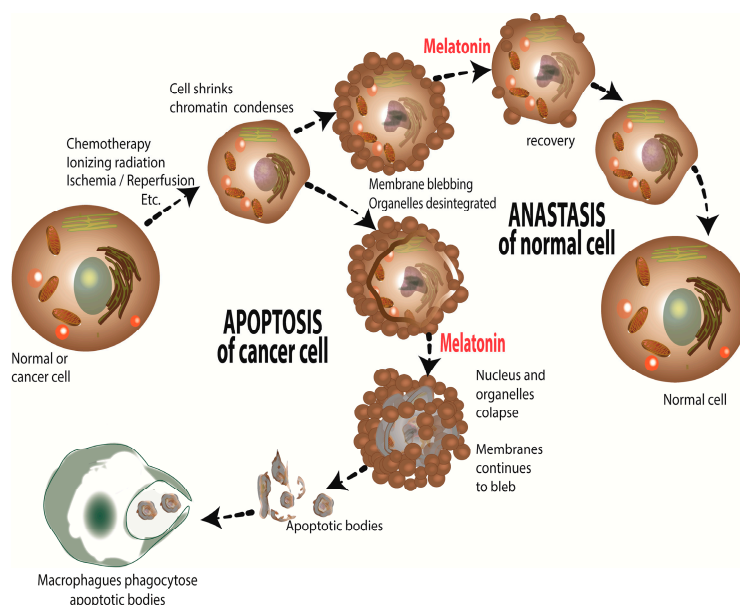 Melatonin
Cell shrinks
chromatin condenses
Chemotherapy
Ionizing radiation
Ischemia / Reperfusion
Etc.
recovery
Membrane blebbing
Organelles desintegrated
ANASTASIS
of normal cell
APOPTOSIS
of cancer cell
Melatonin
Normal or
cancer cell
Nucleus and
organelles
colapse
Normal cell
Membranes
continues
to bleb
Apoptotic bodies
Macrophagues phagocytose
apoptotic bodies